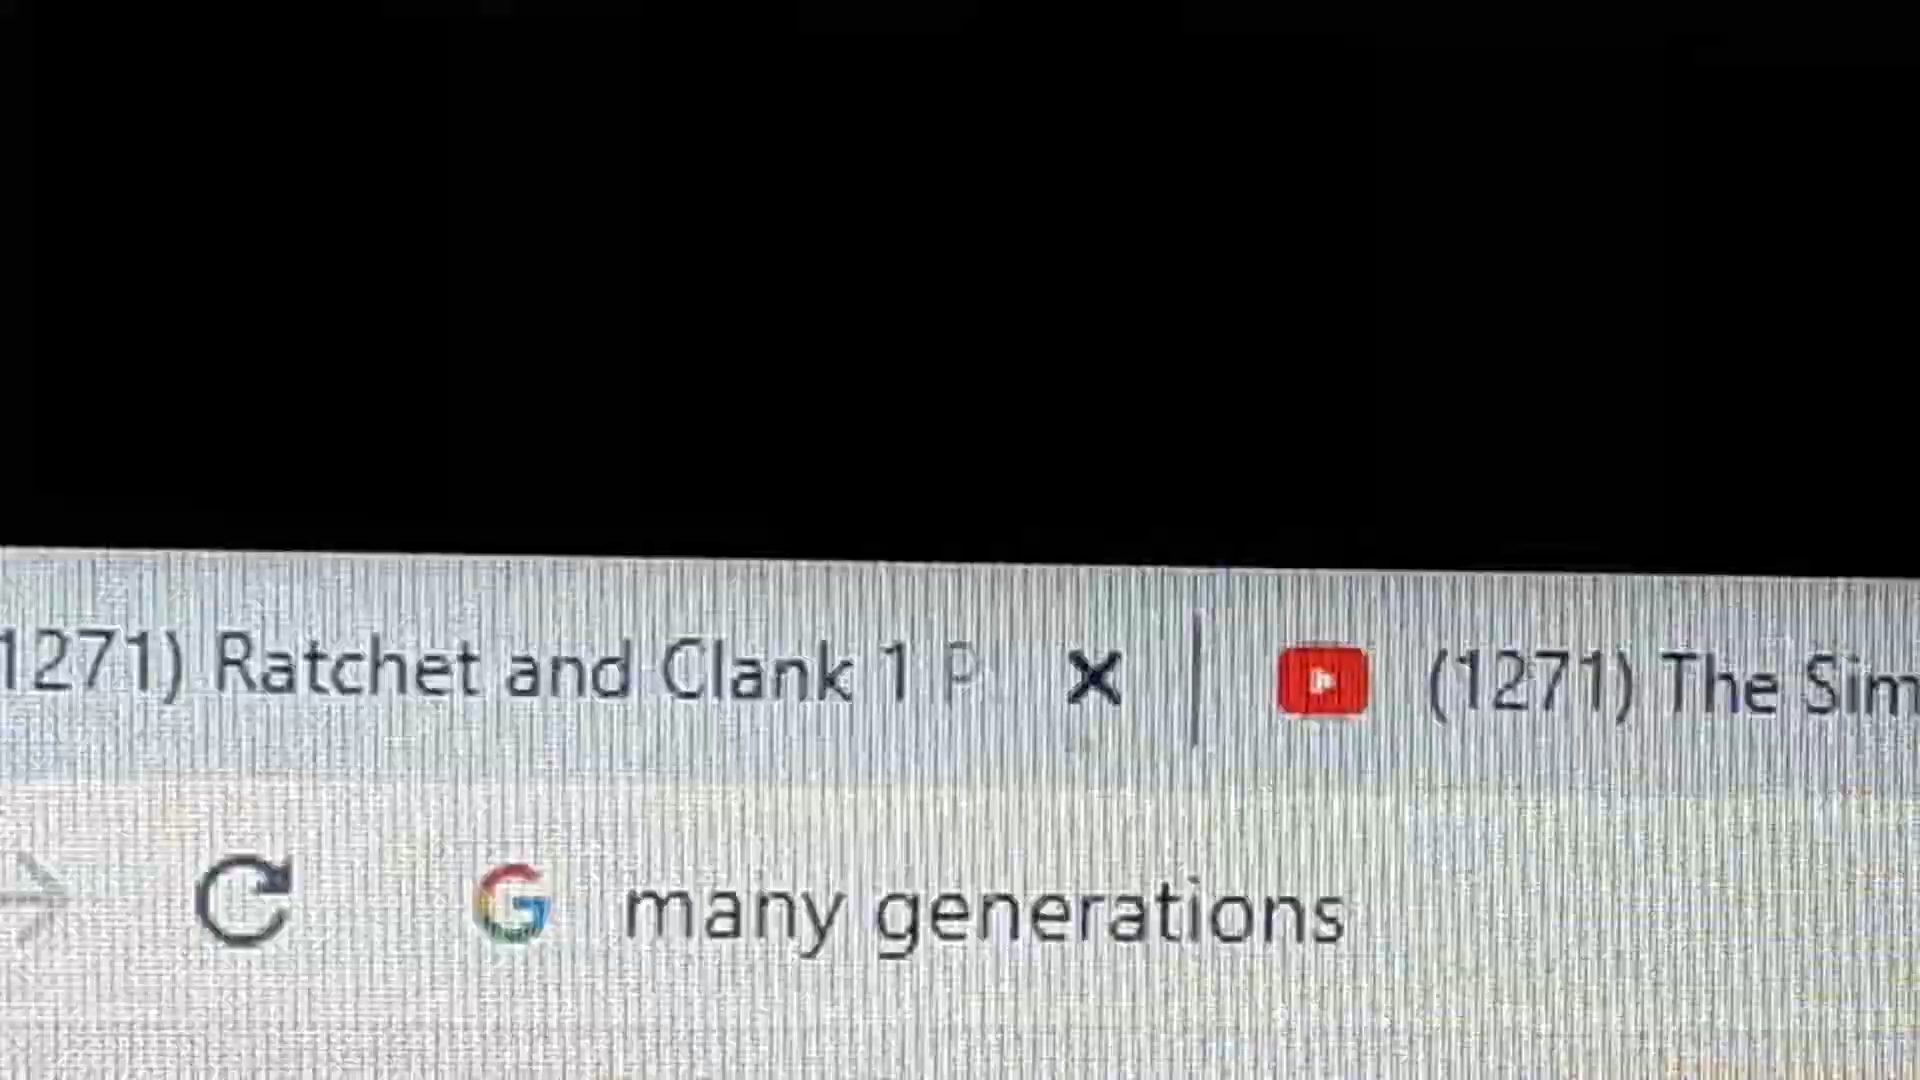 1271) Ratchet and Clank 1 P
(1271) The Sim
many generations